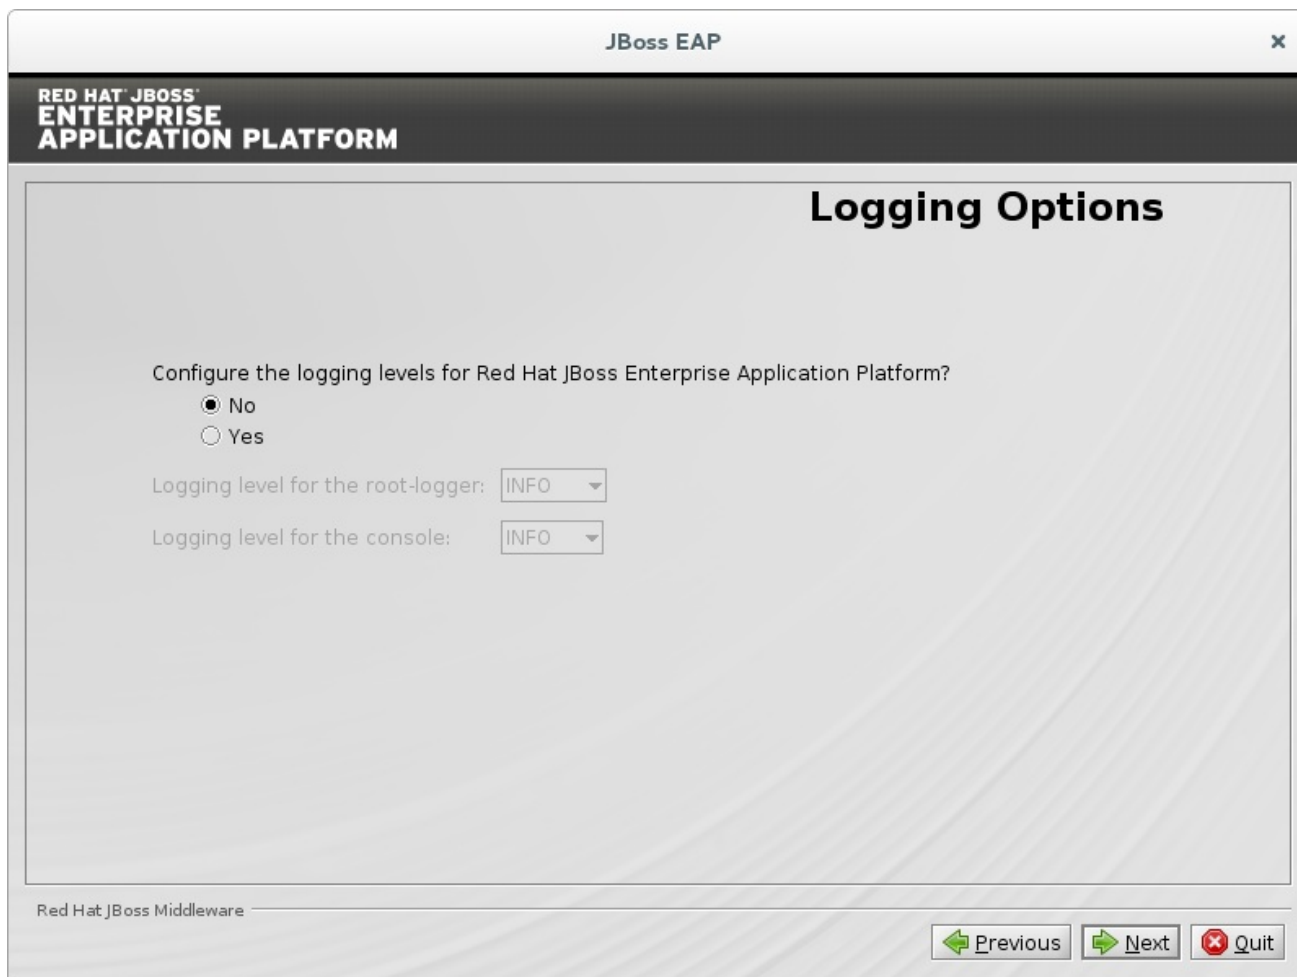 JBoss EAP
RED HAT JBOSS
ENTERPRISE
APPLICATION PLATFORM
Logging Options
Configure the logging levels for Red Hat JBoss Enterprise Application Platform?
No
Yes
Logging level for the root-logger: INFO
Logging level for the console: INFO
Red Hat JBoss Middleware
Previous Next Quit